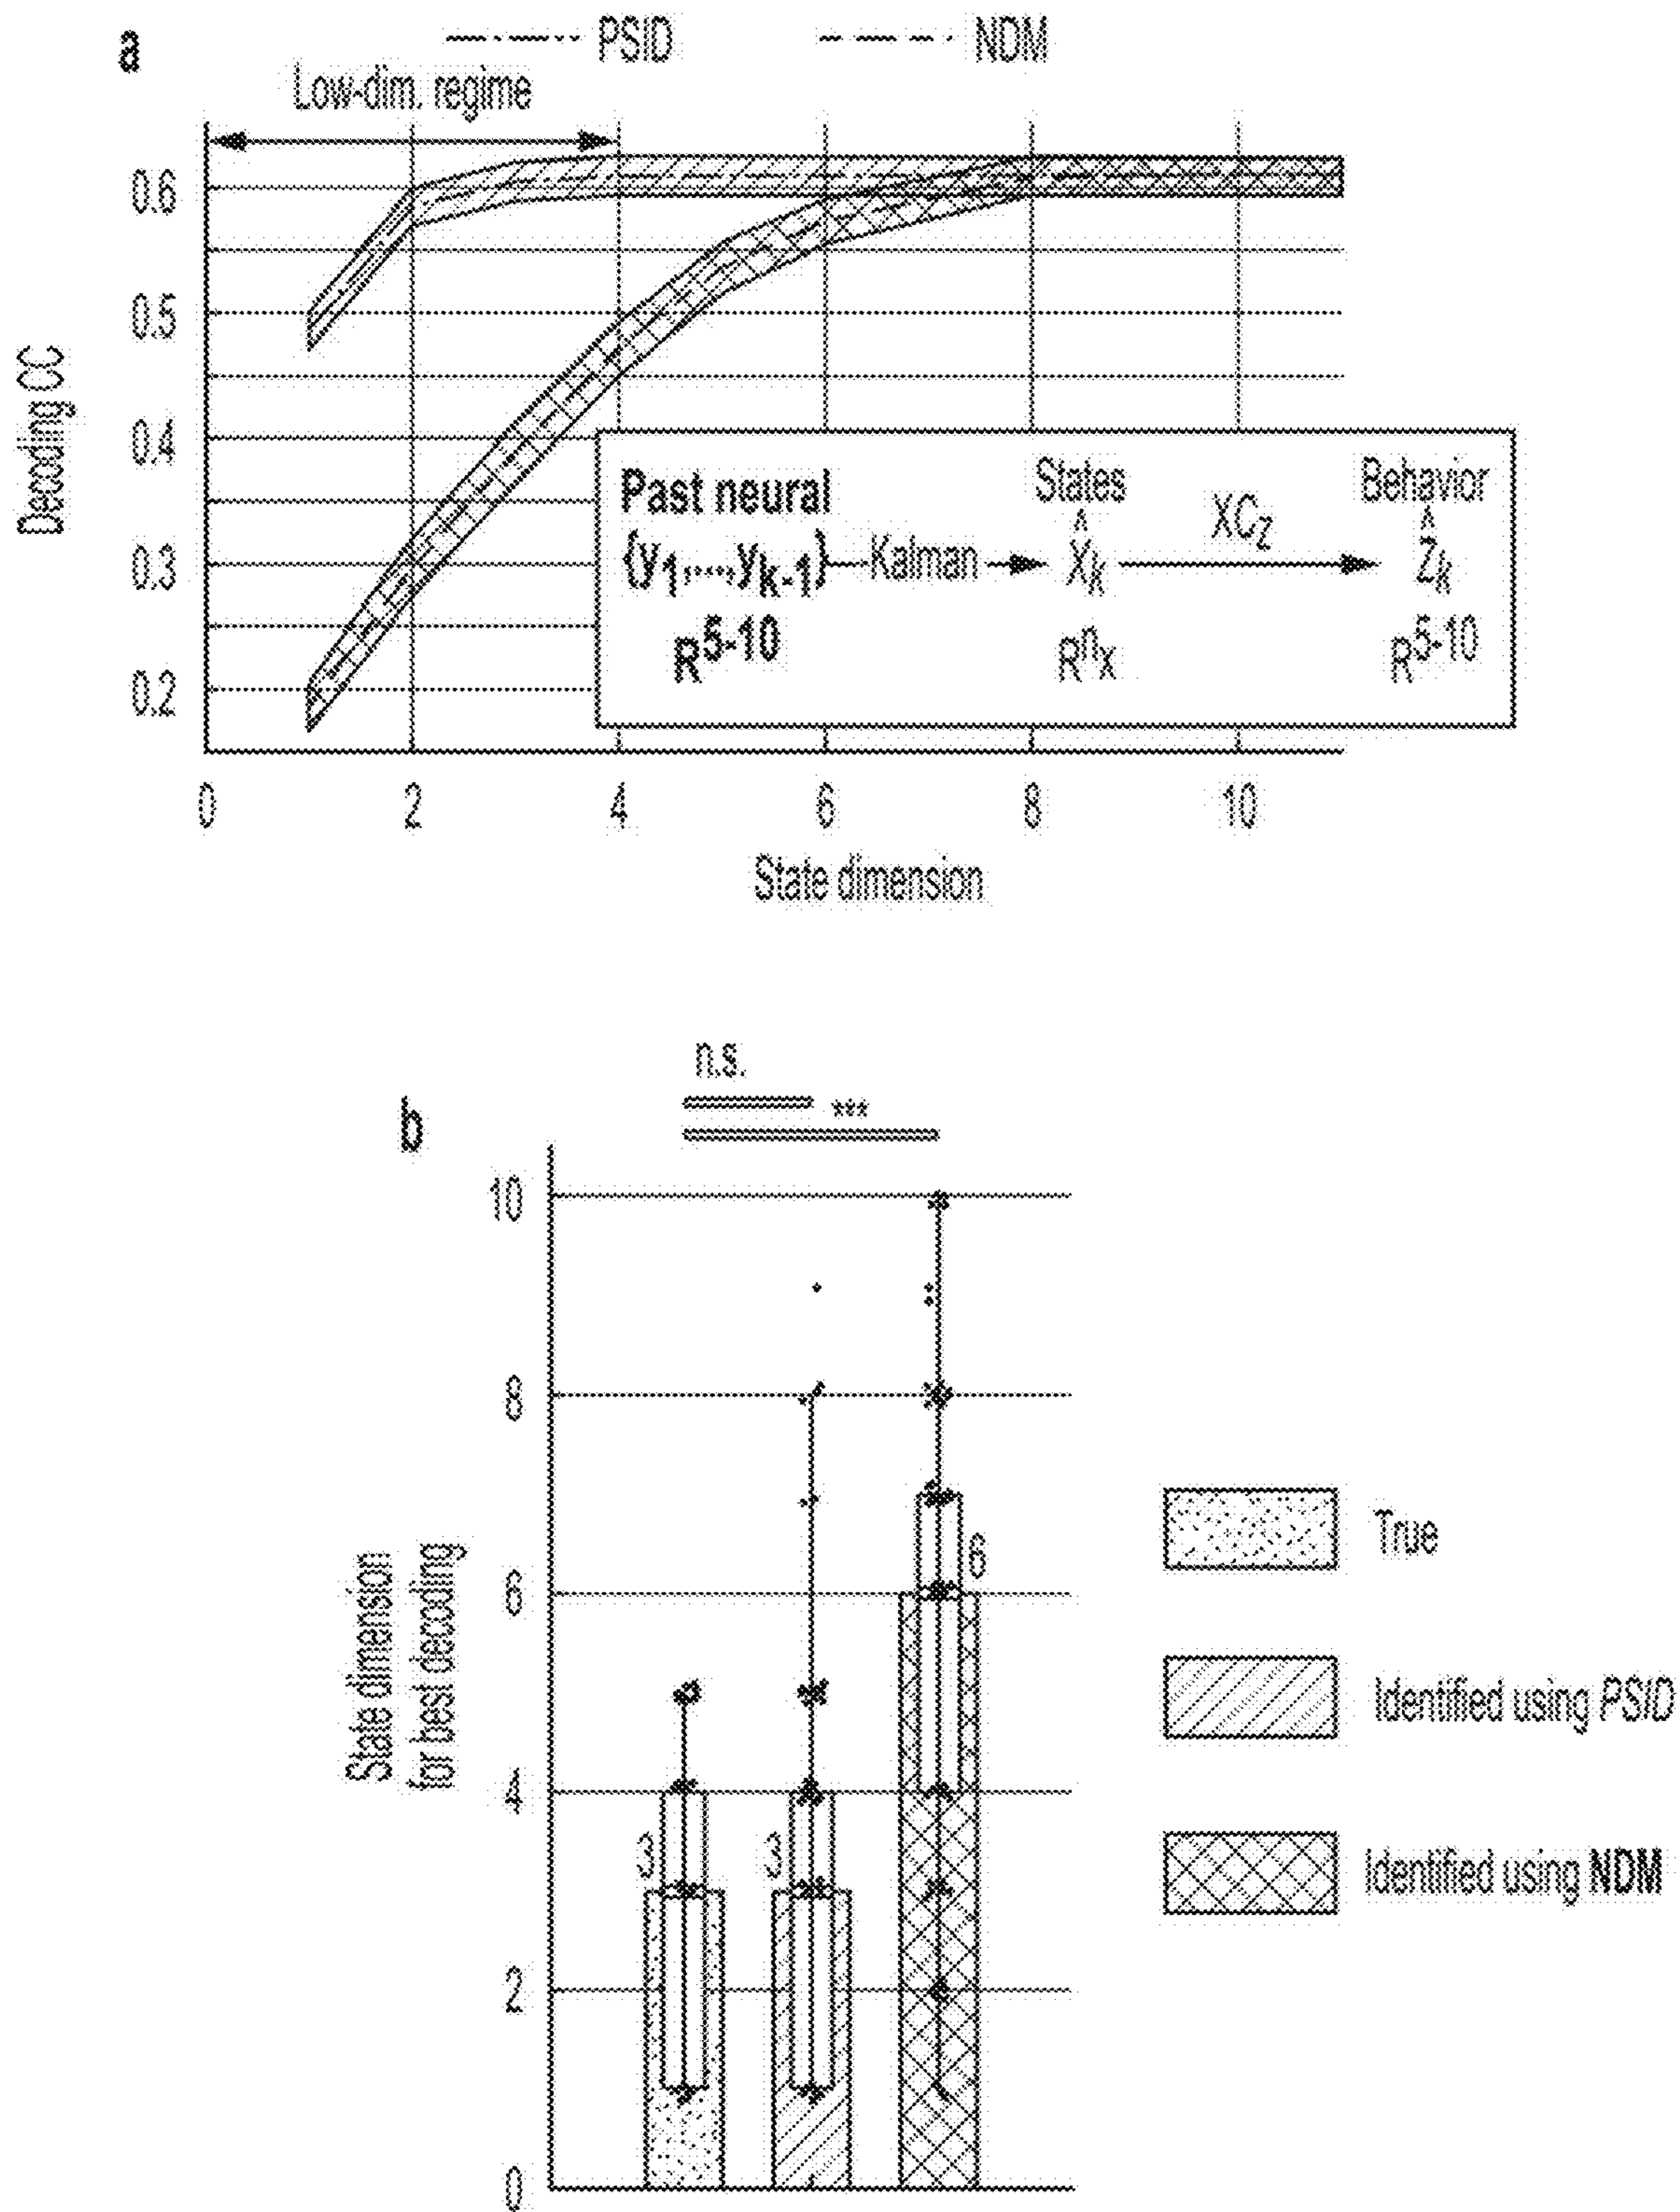 a
PSID NDM
Low-dim. regime
0.6
0.5
0.4
0.3
0.2
Decoding CC
Past neural States Behavior
{y1,...,yk-1} Kalman x̂k XCz ẑk
R5-10 Rnx R5-10
0 2 4 6 8 10
State dimension
b
n.s.
***
10
8
6
4
2
0
State dimension
for best decoding
3
3
6
True
Identified using PSID
Identified using NDM